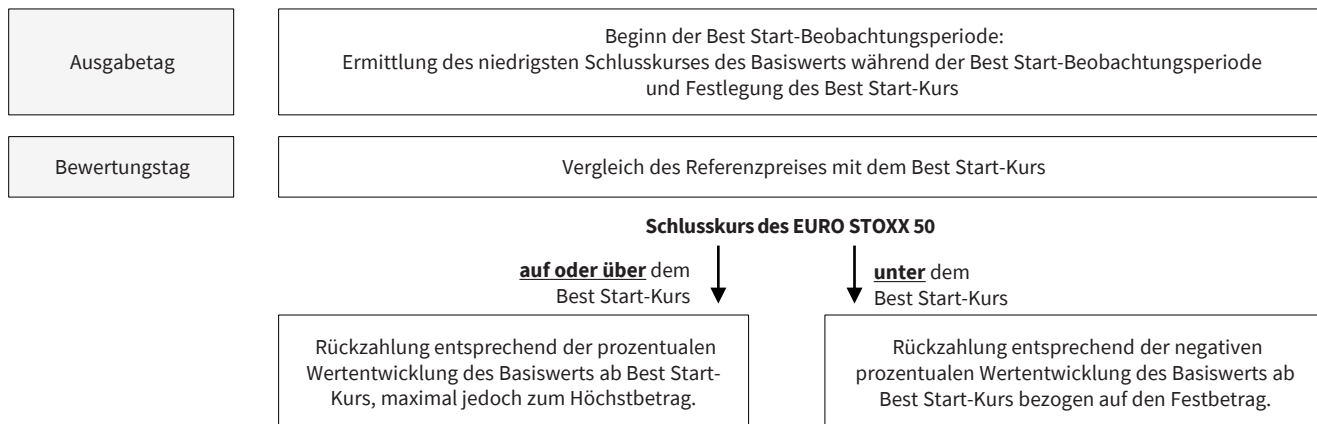 Ausgabetag
Beginn der Best Start-Beobachtungsperiode:
Ermittlung des niedrigsten Schlusskurses des Basiswerts während der Best Start-Beobachtungsperiode
und Festlegung des Best Start-Kurs
Bewertungstag
Vergleich des Referenzpreises mit dem Best Start-Kurs
Schlusskurs des EURO STOXX 50
auf oder über dem
Best Start-Kurs
unter dem
Best Start-Kurs
Rückzahlung entsprechend der prozentualen
Wertentwicklung des Basiswerts ab Best Start-
Kurs, maximal jedoch zum Höchstbetrag.
Rückzahlung entsprechend der negativen
prozentualen Wertentwicklung des Basiswerts ab
Best Start-Kurs bezogen auf den Festbetrag.